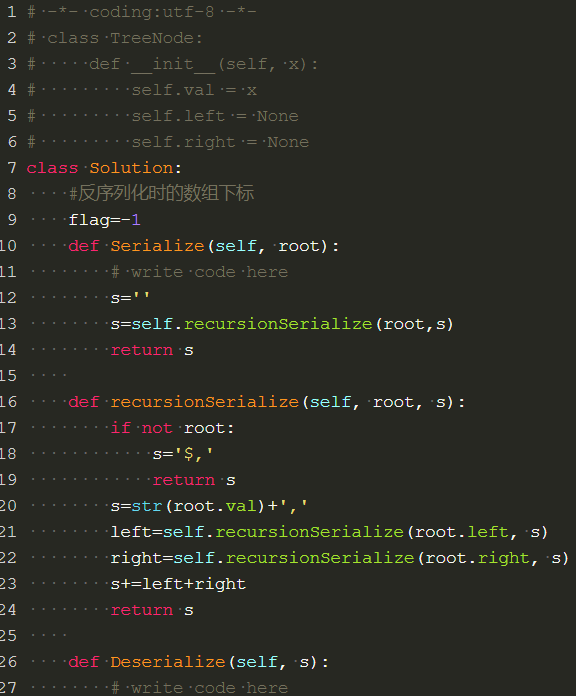 1 # -*- coding:utf-8 -*-
2 # class TreeNode:
3 #     def __init__(self, x):
4 #         self.val = x
5 #         self.left = None
6 #         self.right = None
7 class Solution:
8     #反序列化时的数组下标
9     flag=-1
10     def Serialize(self, root):
11         # write code here
12         s=''
13         s=self.recursionSerialize(root,s)
14         return s
15
16     def recursionSerialize(self, root, s):
17         if not root:
18             s='$,'
19             return s
20         s=str(root.val)+','
21         left=self.recursionSerialize(root.left, s)
22         right=self.recursionSerialize(root.right, s)
23         s+=left+right
24         return s
25
26     def Deserialize(self, s):
27         # write code here